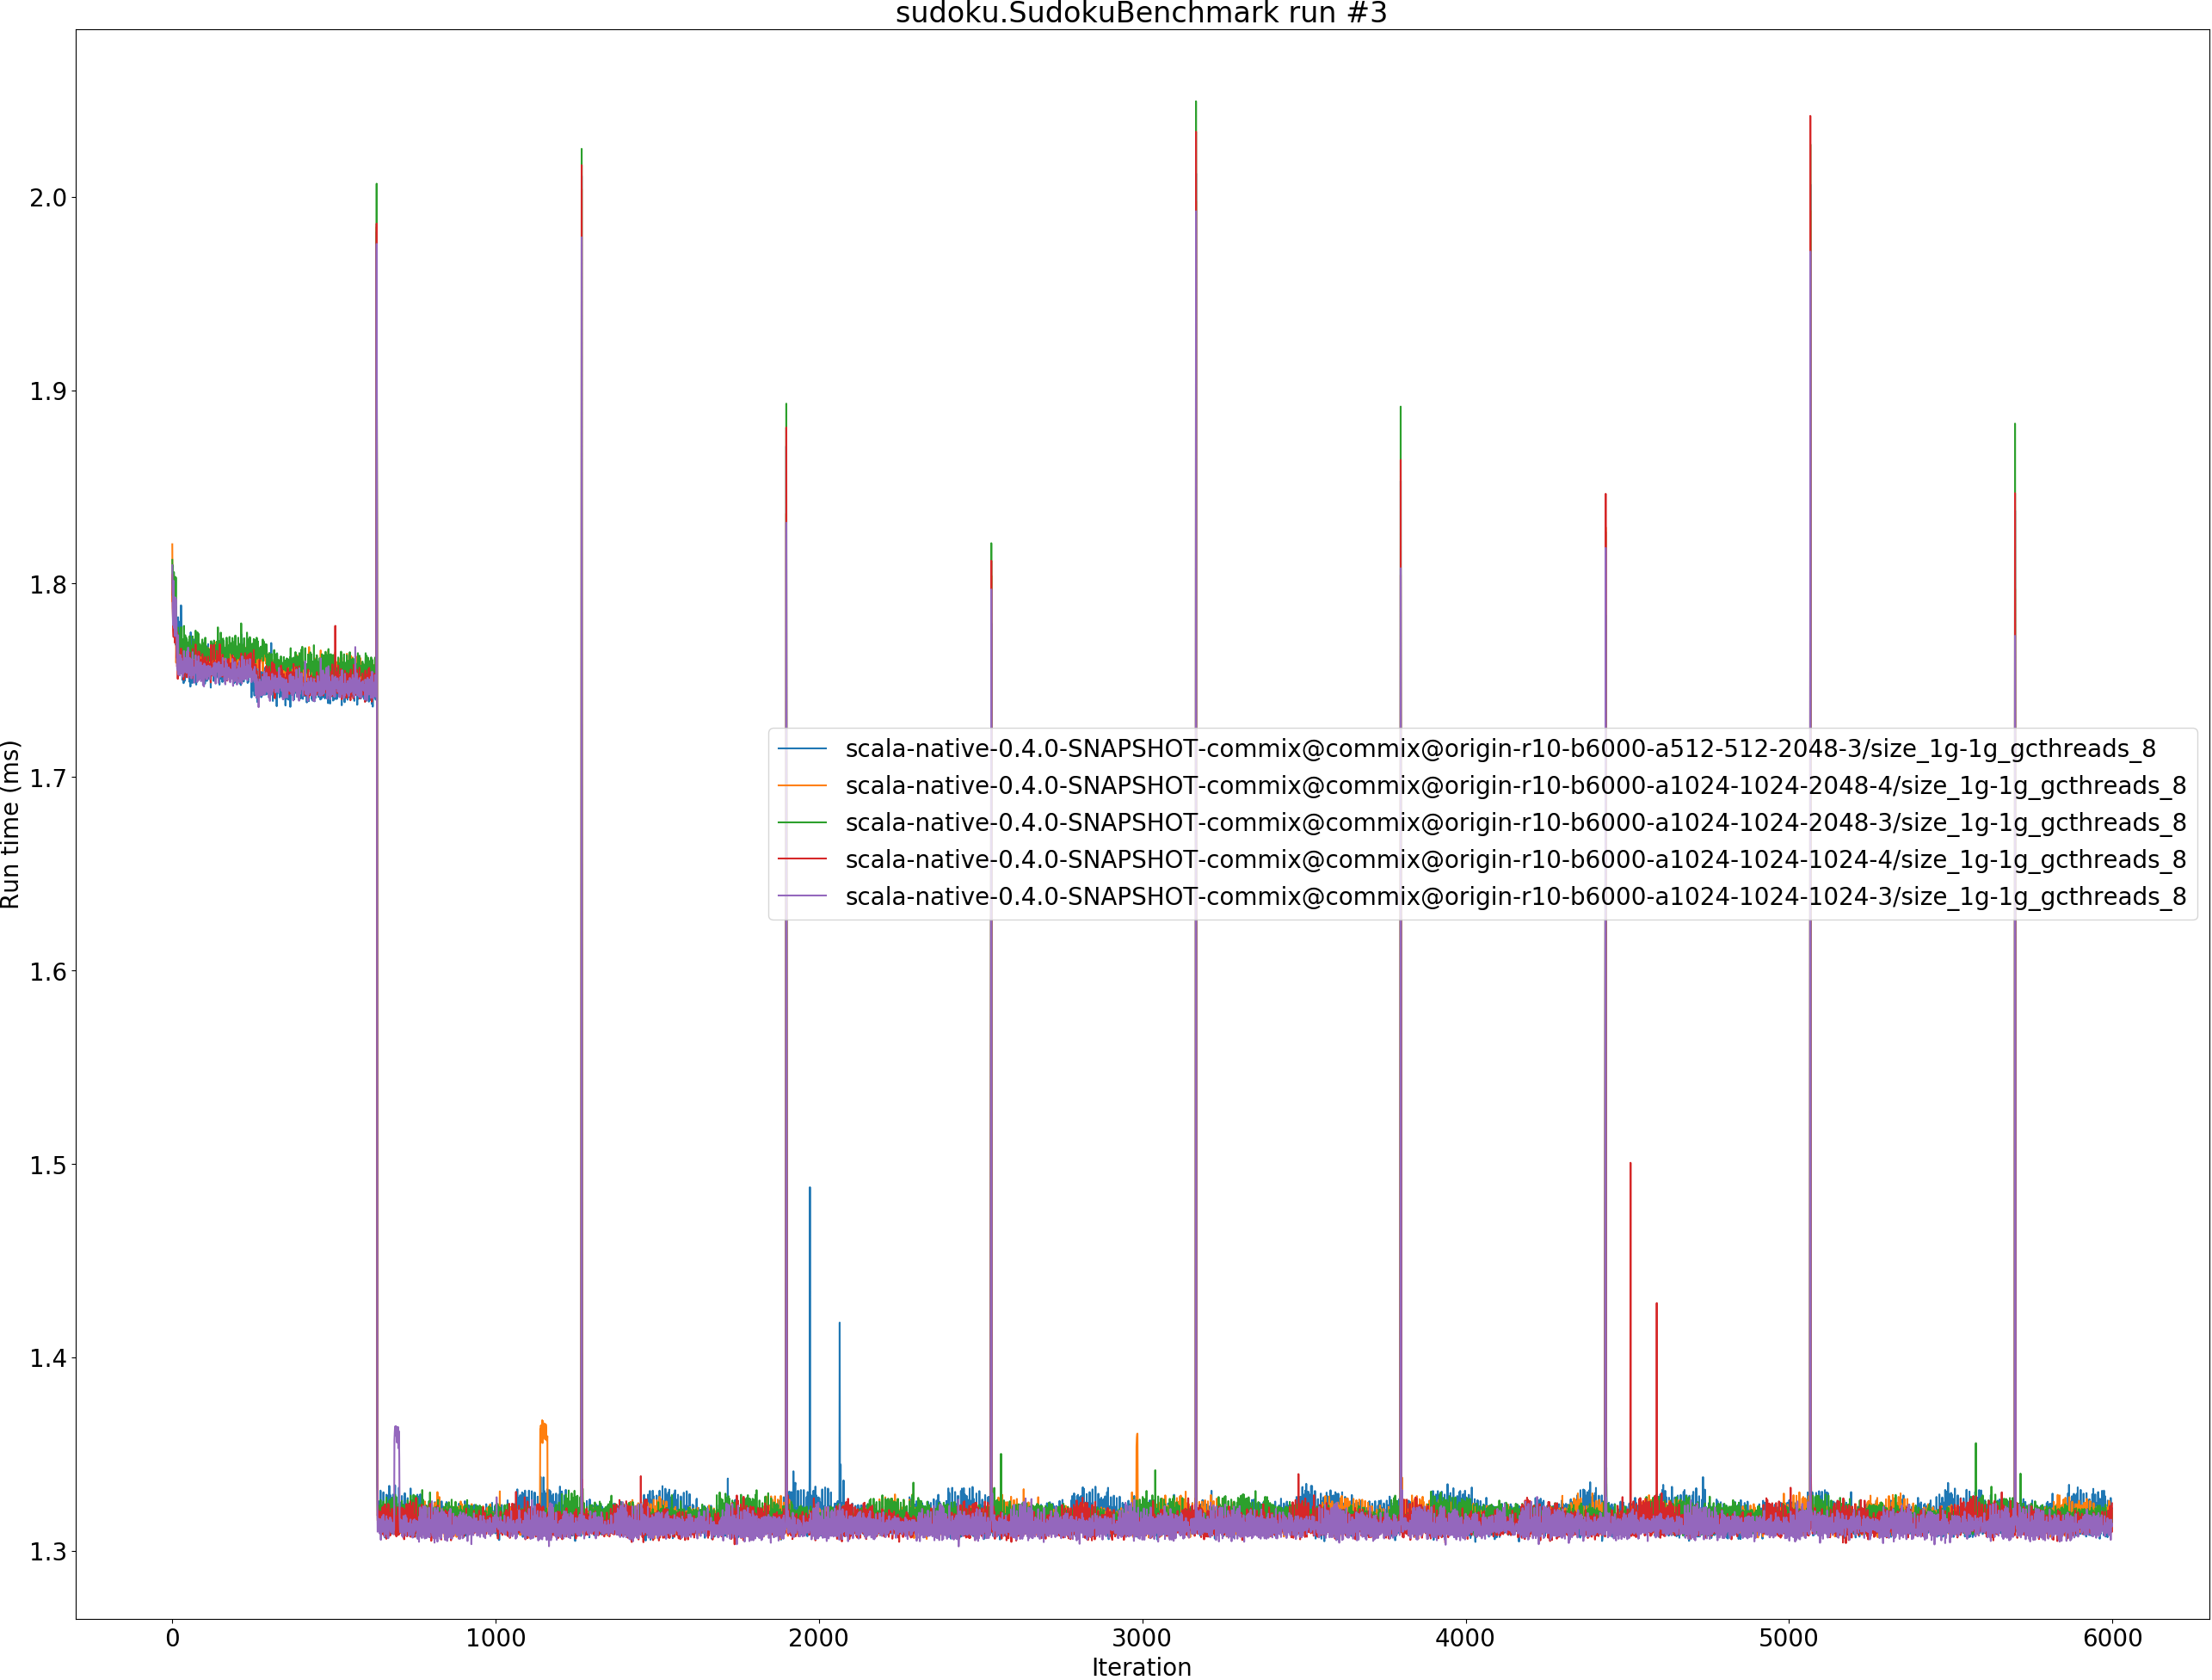 sudoku.SudokuBenchmark run #3
2.0
1.9
1.8
1.7
1.6
1.5
1.4
1.3
Run time (ms)
scala-native-0.4.0-SNAPSHOT-commix@commix@origin-r10-b6000-a512-512-2048-3/size_1g-1g_gcthreads_8
scala-native-0.4.0-SNAPSHOT-commix@commix@origin-r10-b6000-a1024-1024-2048-4/size_1g-1g_gcthreads_8
scala-native-0.4.0-SNAPSHOT-commix@commix@origin-r10-b6000-a1024-1024-2048-3/size_1g-1g_gcthreads_8
scala-native-0.4.0-SNAPSHOT-commix@commix@origin-r10-b6000-a1024-1024-1024-4/size_1g-1g_gcthreads_8
scala-native-0.4.0-SNAPSHOT-commix@commix@origin-r10-b6000-a1024-1024-1024-3/size_1g-1g_gcthreads_8
0 1000 2000 3000 4000 5000 6000
Iteration